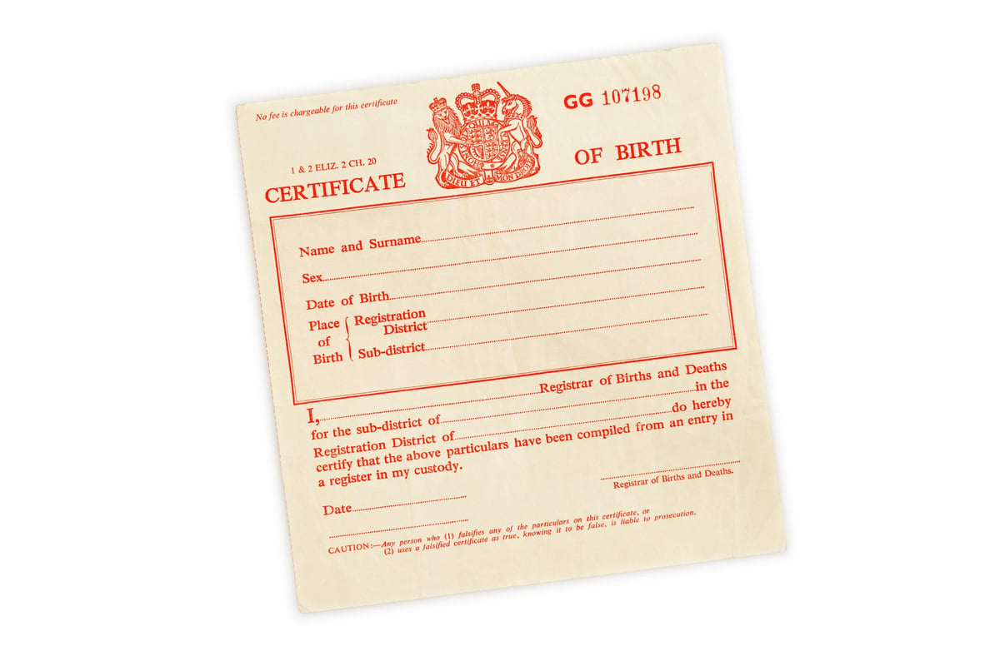 No fee is chargeable for this certificate
GG 107198
1 & 2 ELIZ. 2 CH. 20
CERTIFICATE OF BIRTH
DIEU ET MON DROIT
Name and Surname
Sex
Date of Birth
Place of Birth { Registration District
Sub-district
I, Registrar of Births and Deaths
for the sub-district of in the
Registration District of do hereby
certify that the above particulars have been compiled from an entry in
a register in my custody.
Registrar of Births and Deaths.
Date
CAUTION:—Any person who (1) falsifies any of the particulars on this certificate, or
(2) uses a falsified certificate as true, knowing it to be false, is liable to prosecution.